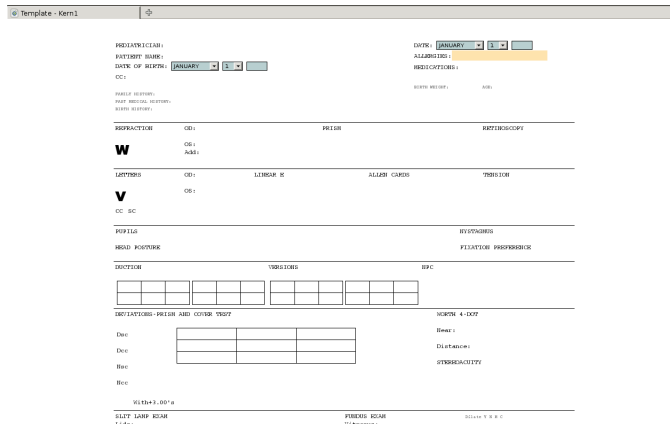 Template - Kern1
PEDIATRICIAN:
DATE: JANUARY 1
PATIENT NAME:
ALLERGIES:
DATE OF BIRTH: JANUARY 1
MEDICATIONS:
CC:
BIRTH WEIGHT: AGE:
FAMILY HISTORY:
PAST MEDICAL HISTORY:
BIRTH HISTORY:
REFRACTION OD: PRISM RETINOSCOPY
W
OS:
Add:
LETTERS OD: LINEAR E ALLEN CARDS TENSION
V
OS:
CC SC
PUPILS NYSTAGMUS
HEAD POSTURE FIXATION PREFERENCE
DUCTION VERSIONS NPC
DEVIATIONS-PRISM AND COVER TEST WORTH 4-DOT
Dsc
Near:
Dcc
Distance:
Nsc
STEREOACUITY
Ncc
With+3.00's
SLIT LAMP EXAM FUNDUS EXAM Dilate Y N M C